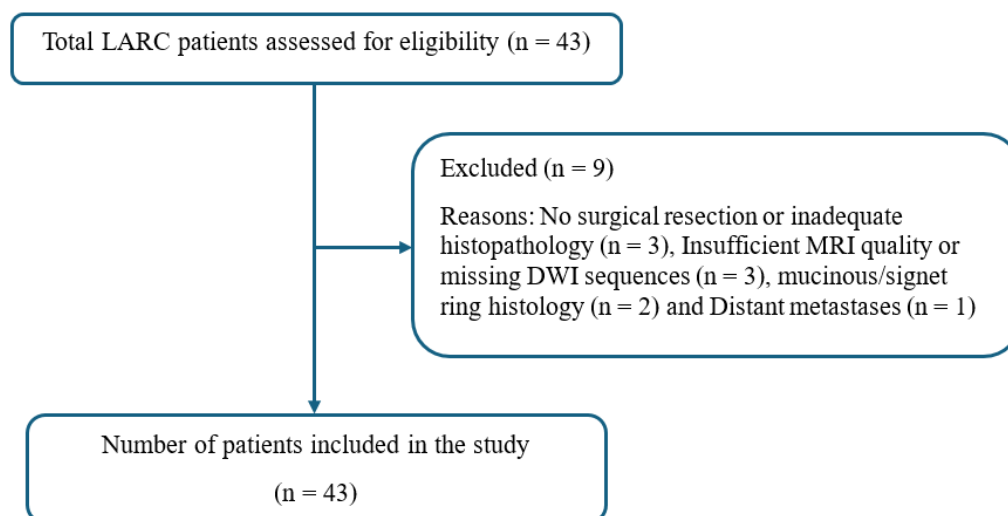 Total LARC patients assessed for eligibility (n = 43)
Excluded (n = 9)
Reasons: No surgical resection or inadequate
histopathology (n = 3), Insufficient MRI quality or
missing DWI sequences (n = 3), mucinous/signet
ring histology (n = 2) and Distant metastases (n = 1)
Number of patients included in the study
(n = 43)